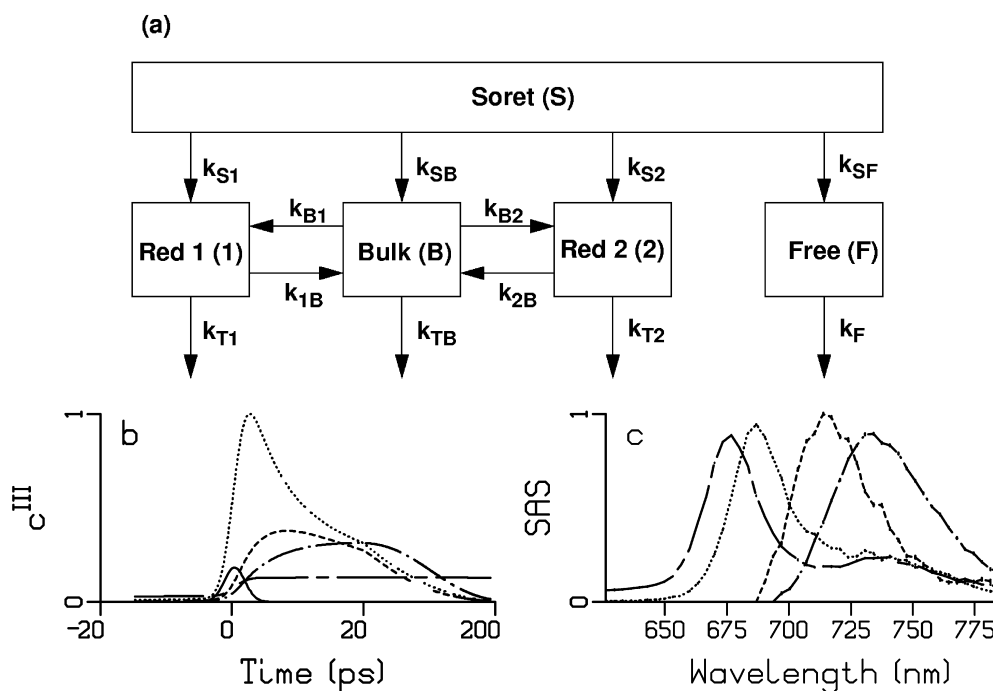 (a)
Soret (S)
kS1 kSB kS2 kSF
kB1 kB2
Red 1 (1) Bulk (B) Red 2 (2) Free (F)
k1B k2B
kT1 kTB kT2 kF
1 b 1 c
cIII SAS
0 0
-20 0 20 200 650 675 700 725 750 775
Time (ps) Wavelength (nm)